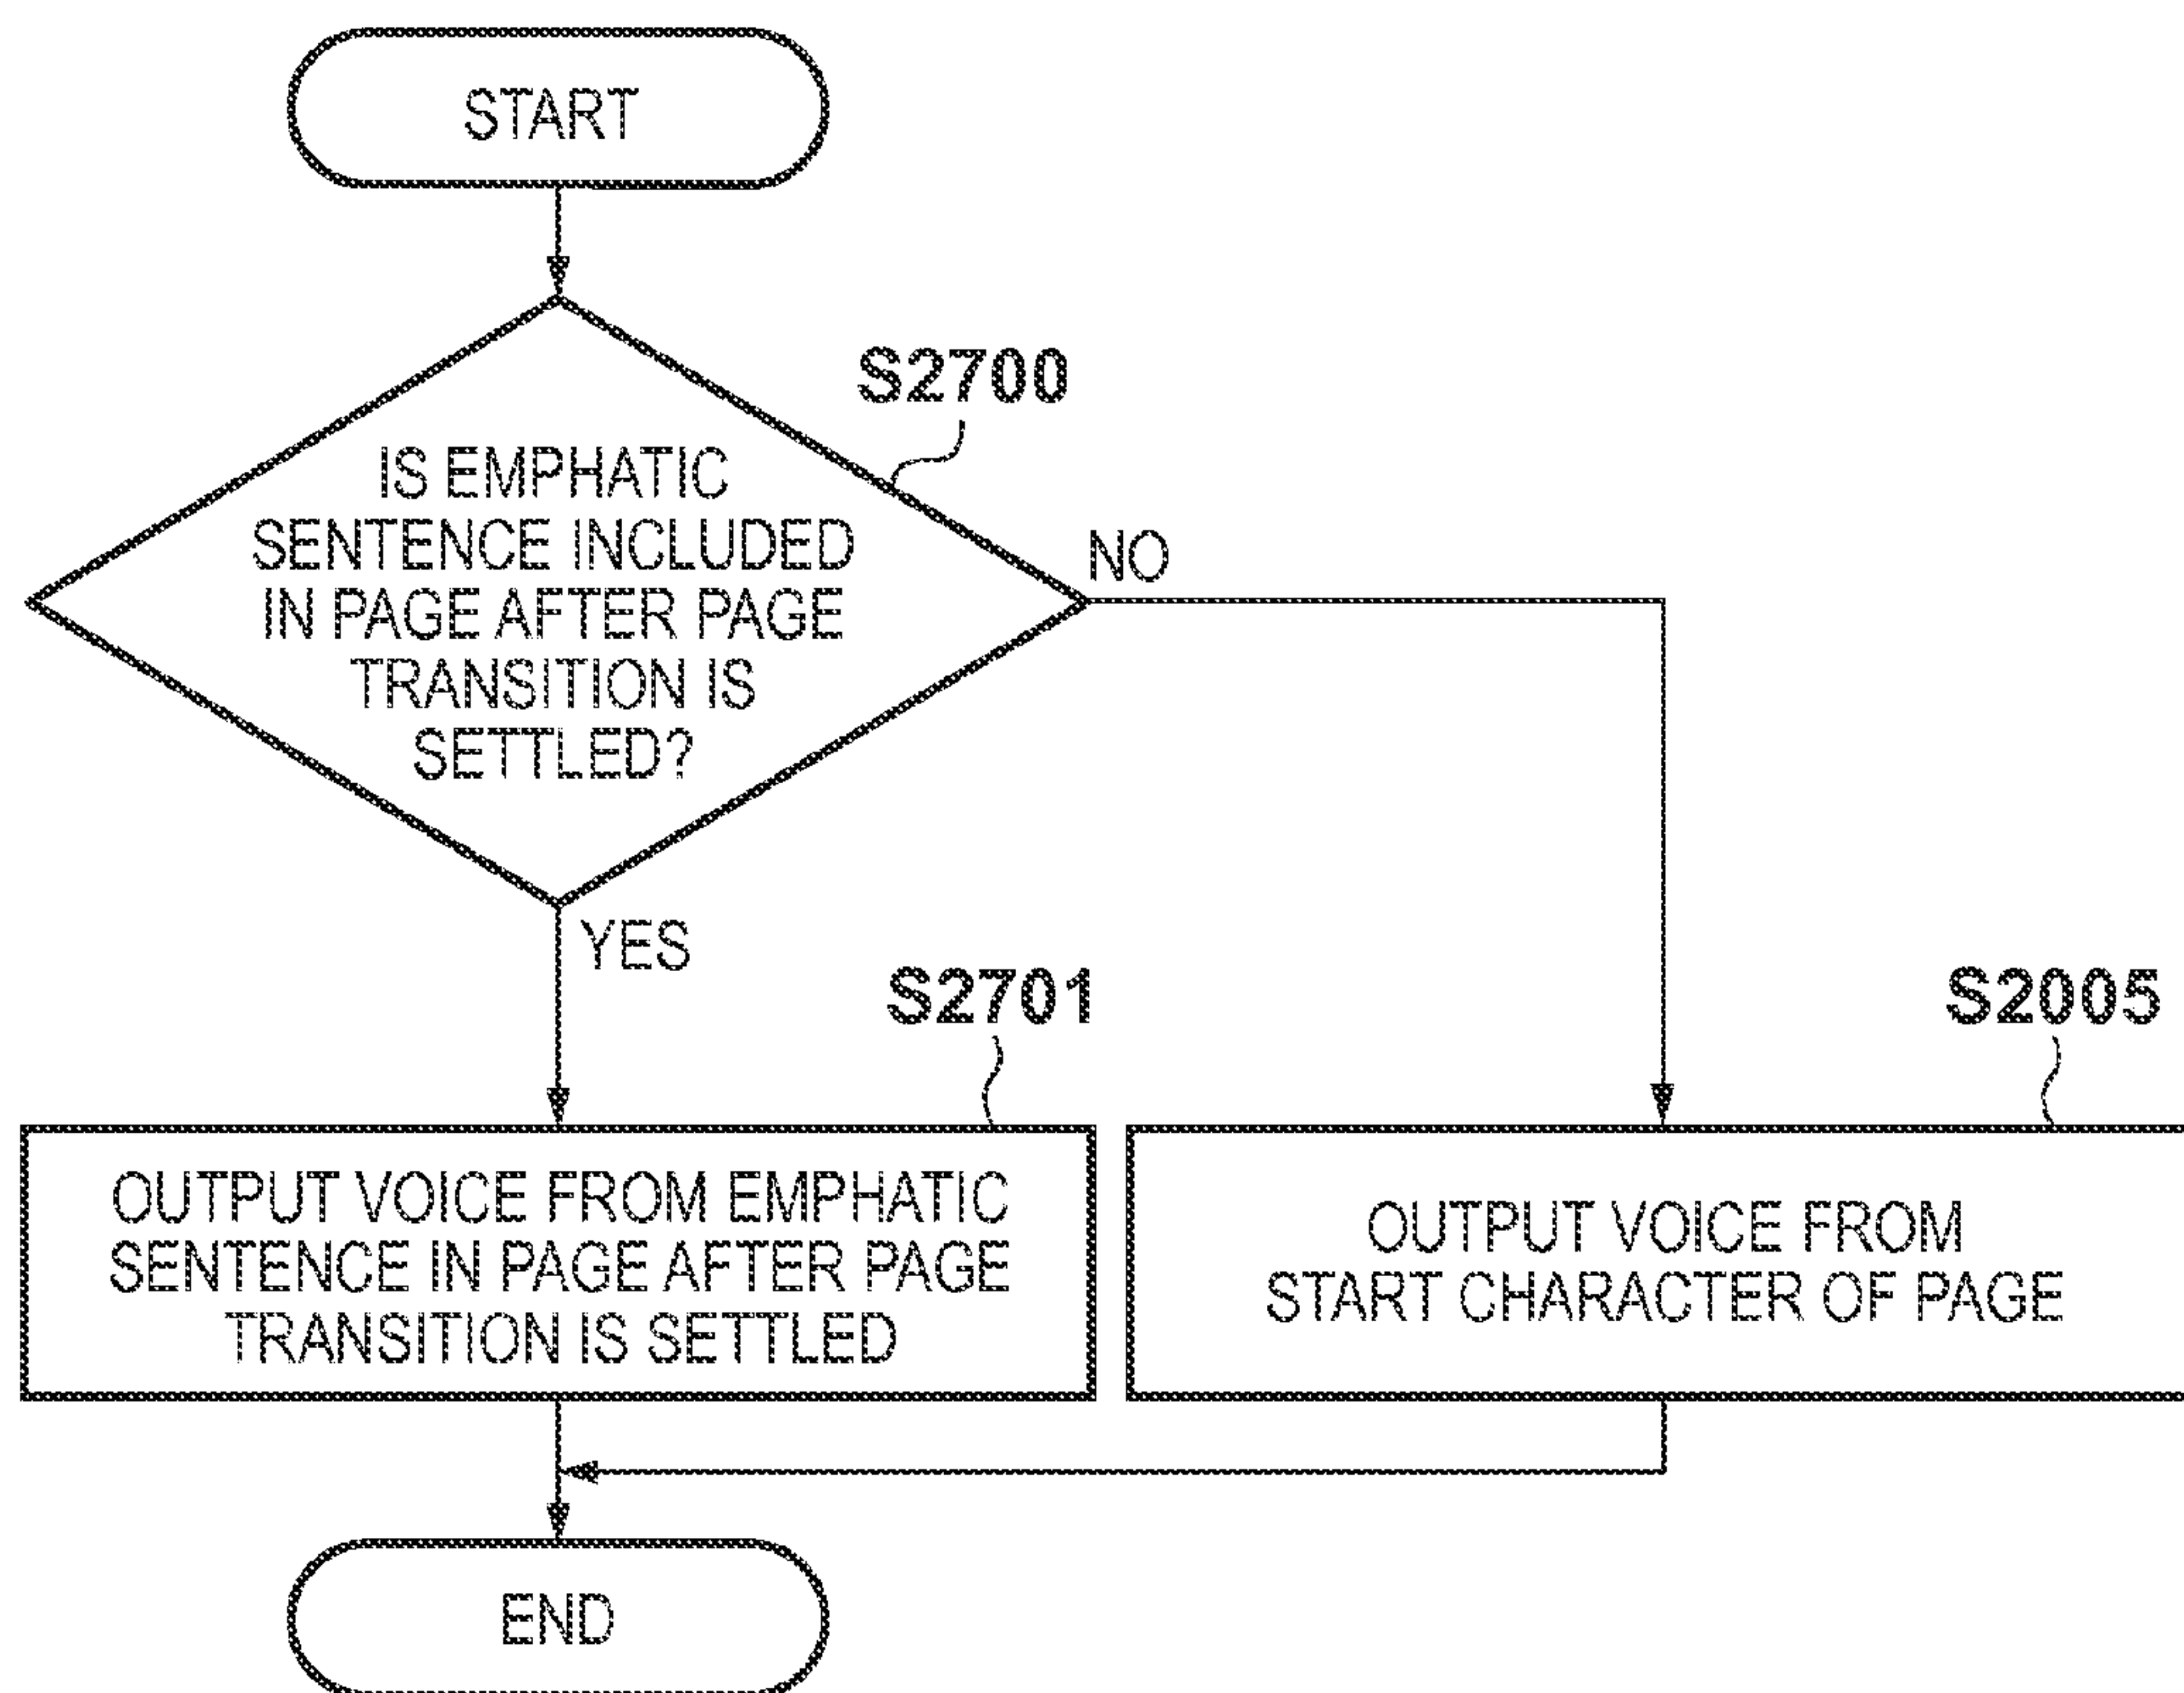 START
S2700
IS EMPHATIC
SENTENCE INCLUDED
IN PAGE AFTER PAGE
TRANSITION IS
SETTLED?
NO
YES
S2701
S2005
OUTPUT VOICE FROM EMPHATIC
SENTENCE IN PAGE AFTER PAGE
TRANSITION IS SETTLED
OUTPUT VOICE FROM
START CHARACTER OF PAGE
END